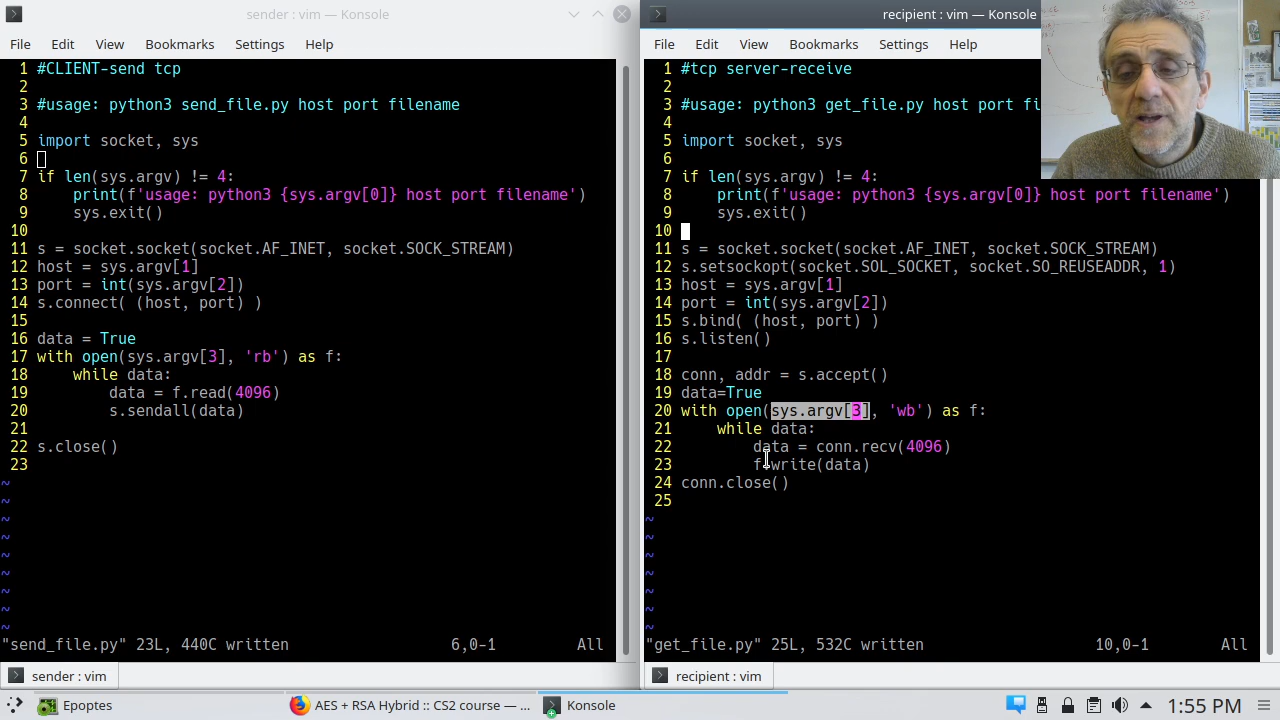 sender : vim — Konsole
File Edit View Bookmarks Settings Help
1 #CLIENT-send tcp
2
3 #usage: python3 send_file.py host port filename
4
5 import socket, sys
6
7 if len(sys.argv) != 4:
8     print(f'usage: python3 {sys.argv[0]} host port filename')
9     sys.exit()
10
11 s = socket.socket(socket.AF_INET, socket.SOCK_STREAM)
12 host = sys.argv[1]
13 port = int(sys.argv[2])
14 s.connect( (host, port) )
15
16 data = True
17 with open(sys.argv[3], 'rb') as f:
18     while data:
19         data = f.read(4096)
20         s.sendall(data)
21
22 s.close()
23
~
~
~
~
~
~
~
~
~
"send_file.py" 23L, 440C written 6,0-1 All
sender : vim
recipient : vim — Konsole
File Edit View Bookmarks Settings Help
1 #tcp server-receive
2
3 #usage: python3 get_file.py host port fi
4
5 import socket, sys
6
7 if len(sys.argv) != 4:
8     print(f'usage: python3 {sys.argv[0]} host port filename')
9     sys.exit()
10
11 s = socket.socket(socket.AF_INET, socket.SOCK_STREAM)
12 s.setsockopt(socket.SOL_SOCKET, socket.SO_REUSEADDR, 1)
13 host = sys.argv[1]
14 port = int(sys.argv[2])
15 s.bind( (host, port) )
16 s.listen()
17
18 conn, addr = s.accept()
19 data=True
20 with open(sys.argv[3], 'wb') as f:
21     while data:
22         data = conn.recv(4096)
23         f.write(data)
24 conn.close()
25
~
~
~
~
~
~
~
"get_file.py" 25L, 532C written 10,0-1 All
recipient : vim
Epoptes AES + RSA Hybrid :: CS2 course — ... Konsole 1:55 PM